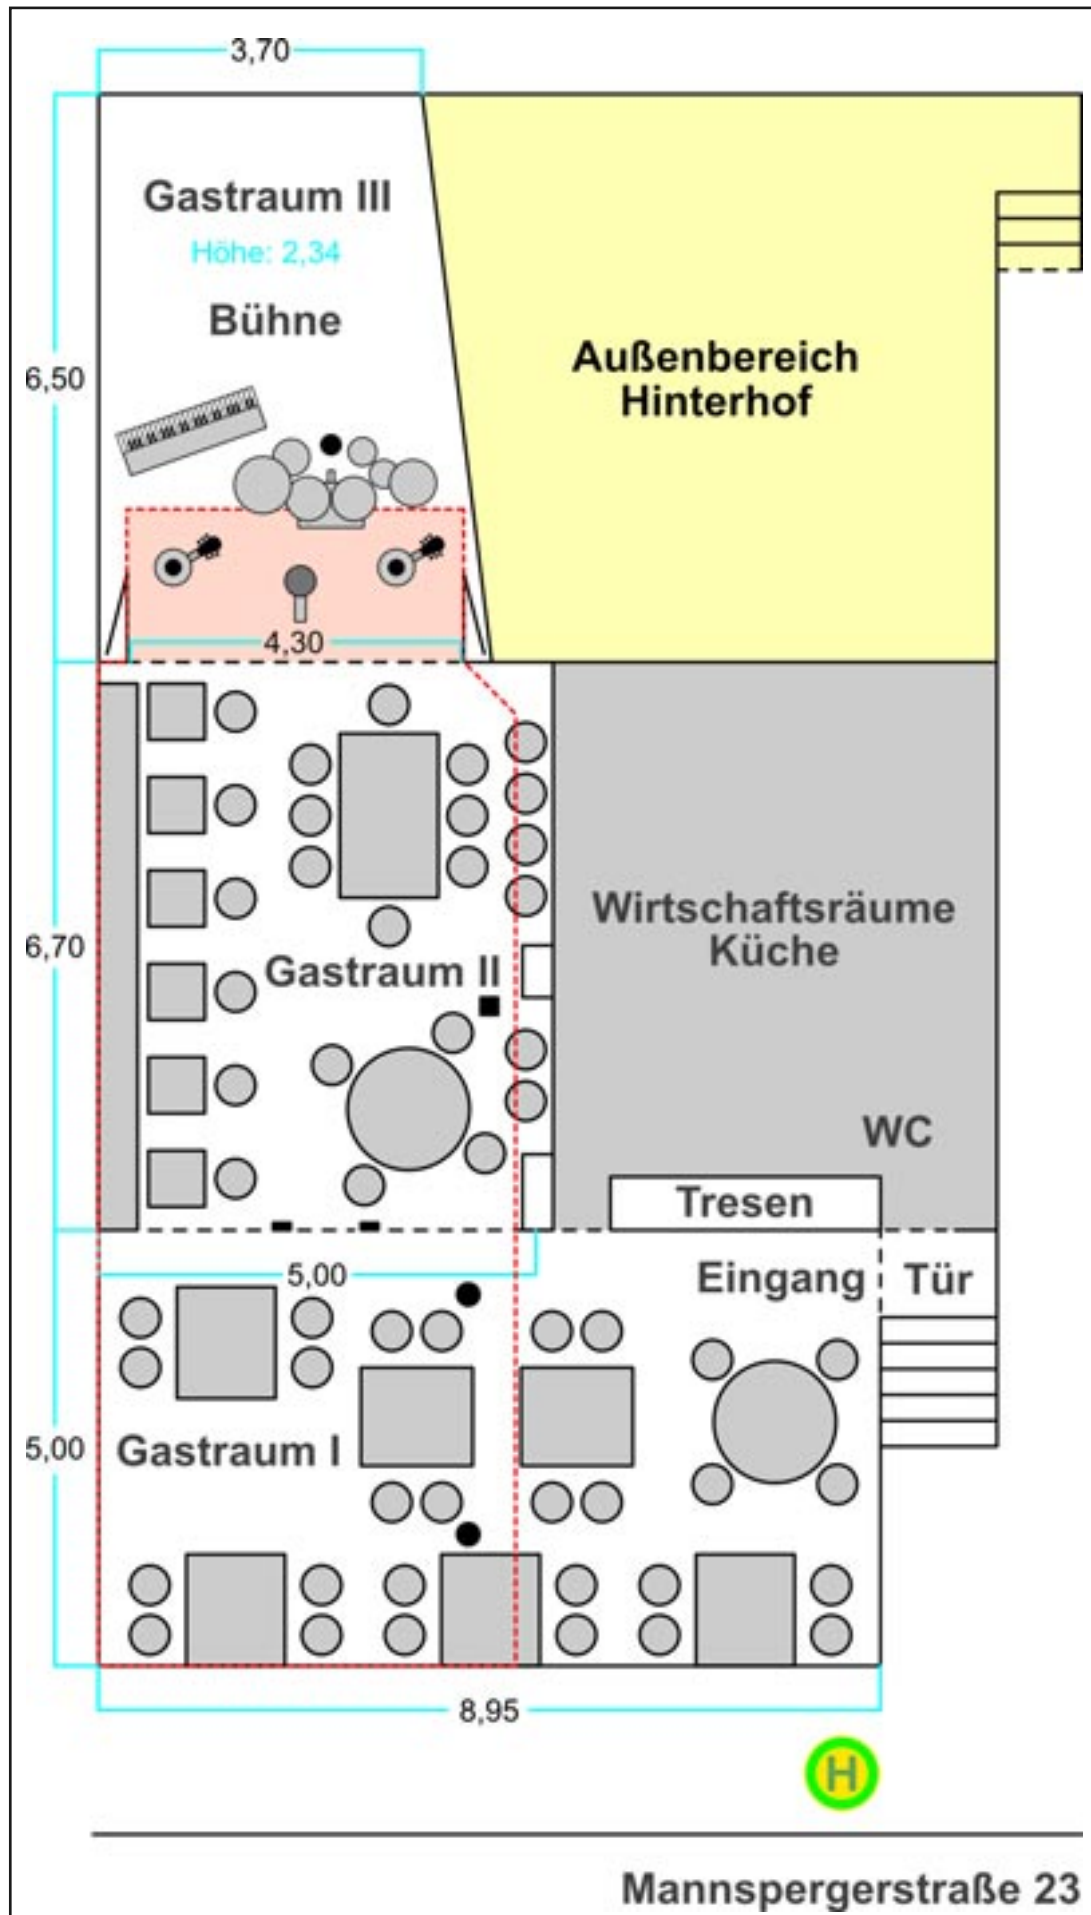 3,70
Gastraum III
Höhe: 2,34
Bühne
6,50
Außenbereich
Hinterhof
4,30
Wirtschaftsräume
Küche
6,70
Gastraum II
WC
Tresen
5,00
Eingang
Tür
Gastraum I
5,00
8,95
H
Mannspergerstraße 23